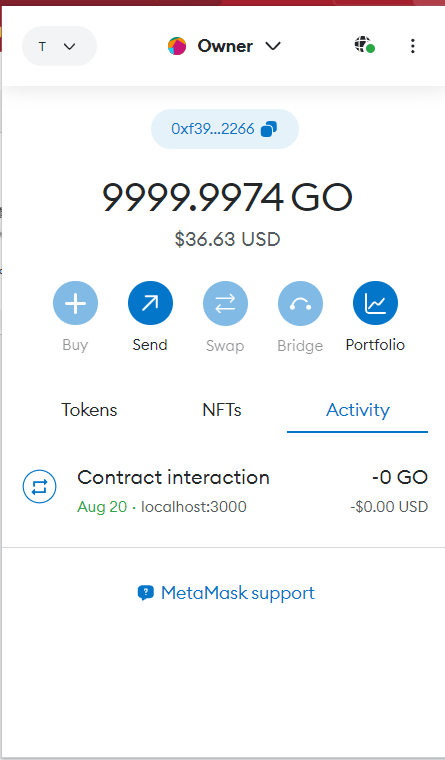 T
Owner
0xf39...2266
9999.9974 GO
$36.63 USD
Buy
Send
Swap
Bridge
Portfolio
Tokens
NFTs
Activity
Contract interaction
-0 GO
Aug 20 · localhost:3000
-$0.00 USD
MetaMask support